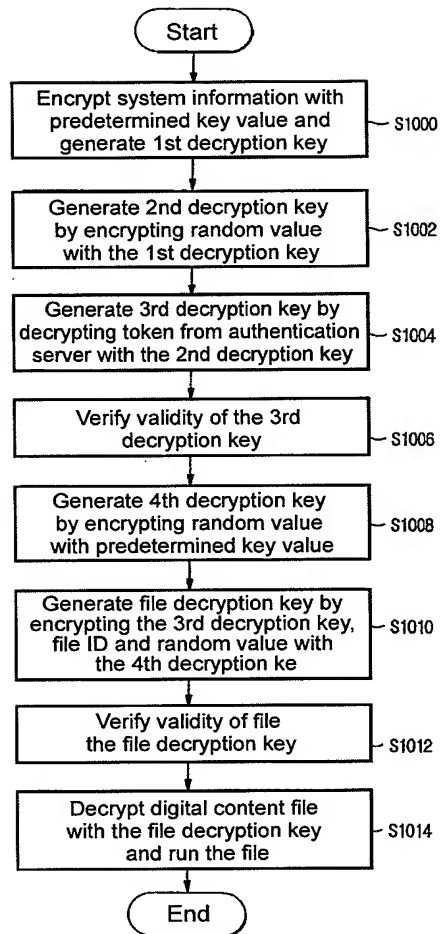 Start
Encrypt system information with
predetermined key value and
generate 1st decryption key
S1000
Generate 2nd decryption key
by encrypting random value
with the 1st decryption key
S1002
Generate 3rd decryption key by
decrypting token from authentication
server with the 2nd decryption key
S1004
Verify validity of the 3rd
decryption key
S1006
Generate 4th decryption key
by encrypting random value
with predetermined key value
S1008
Generate file decryption key by
encrypting the 3rd decryption key,
file ID and random value with
the 4th decryption ke
S1010
Verify validity of file
the file decryption key
S1012
Decrypt digital content file
with the file decryption key
and run the file
S1014
End